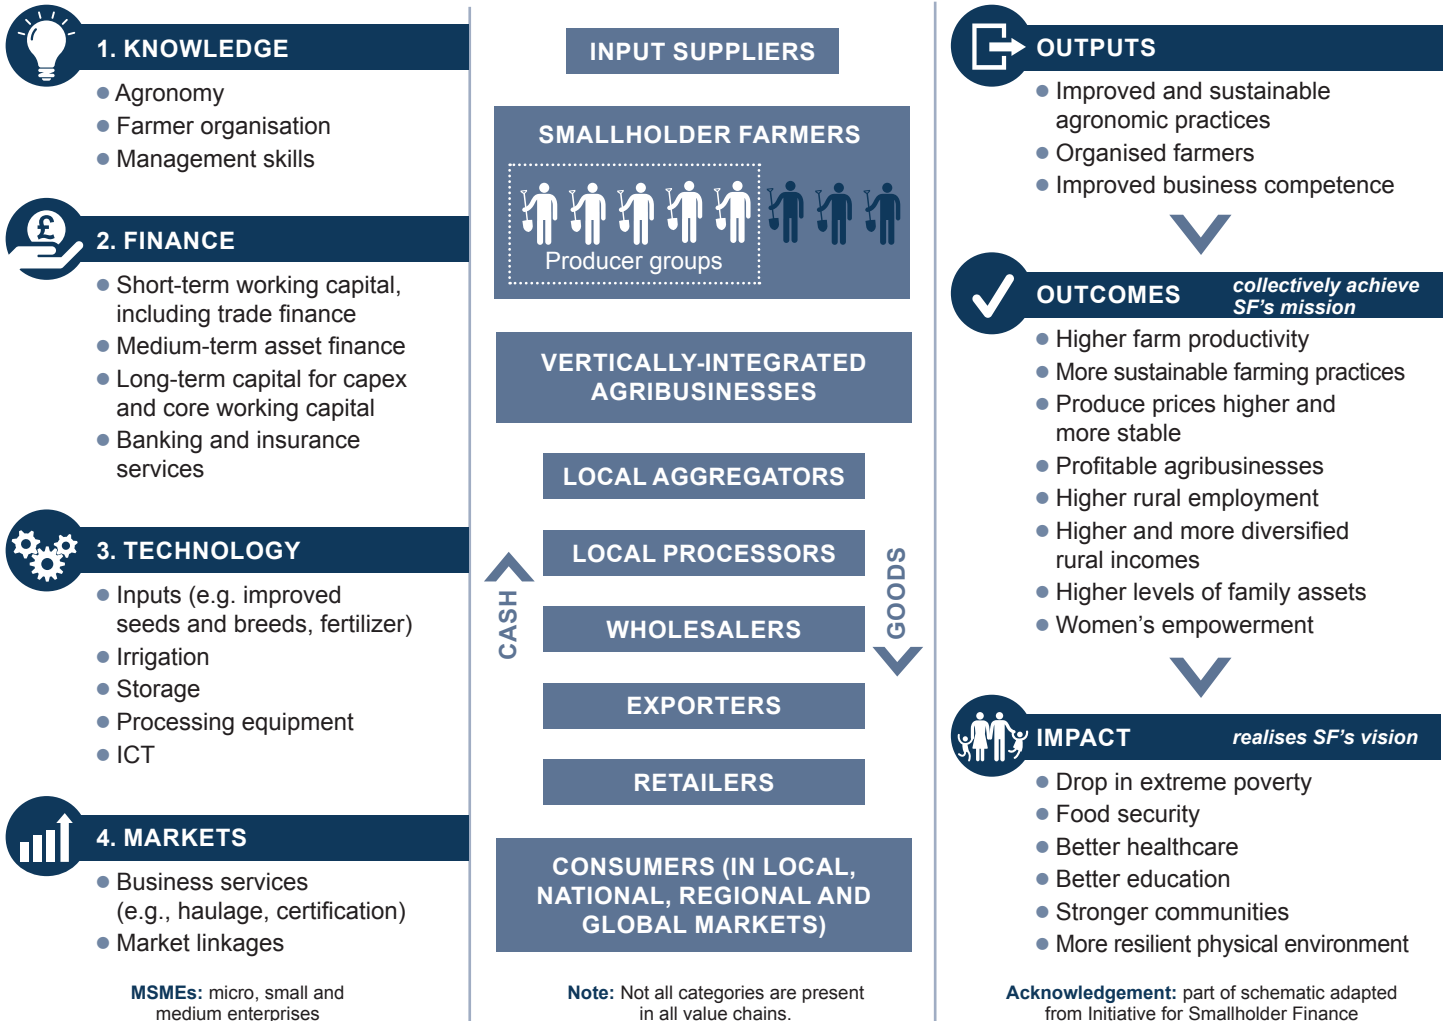 1. KNOWLEDGE
Agronomy
Farmer organisation
Management skills
£
2. FINANCE
Short-term working capital,
including trade finance
Medium-term asset finance
Long-term capital for capex
and core working capital
Banking and insurance
services
3. TECHNOLOGY
Inputs (e.g. improved
seeds and breeds, fertilizer)
Irrigation
Storage
Processing equipment
ICT
4. MARKETS
Business services
(e.g., haulage, certification)
Market linkages
MSMEs: micro, small and
medium enterprises
INPUT SUPPLIERS
SMALLHOLDER FARMERS
Producer groups
VERTICALLY-INTEGRATED
AGRIBUSINESSES
LOCAL AGGREGATORS
LOCAL PROCESSORS
CASH
GOODS
WHOLESALERS
EXPORTERS
RETAILERS
CONSUMERS (IN LOCAL,
NATIONAL, REGIONAL AND
GLOBAL MARKETS)
Note: Not all categories are present
in all value chains.
OUTPUTS
Improved and sustainable
agronomic practices
Organised farmers
Improved business competence
OUTCOMES
collectively achieve
SF's mission
Higher farm productivity
More sustainable farming practices
Produce prices higher and
more stable
Profitable agribusinesses
Higher rural employment
Higher and more diversified
rural incomes
Higher levels of family assets
Women's empowerment
IMPACT
realises SF's vision
Drop in extreme poverty
Food security
Better healthcare
Better education
Stronger communities
More resilient physical environment
Acknowledgement: part of schematic adapted
from Initiative for Smallholder Finance